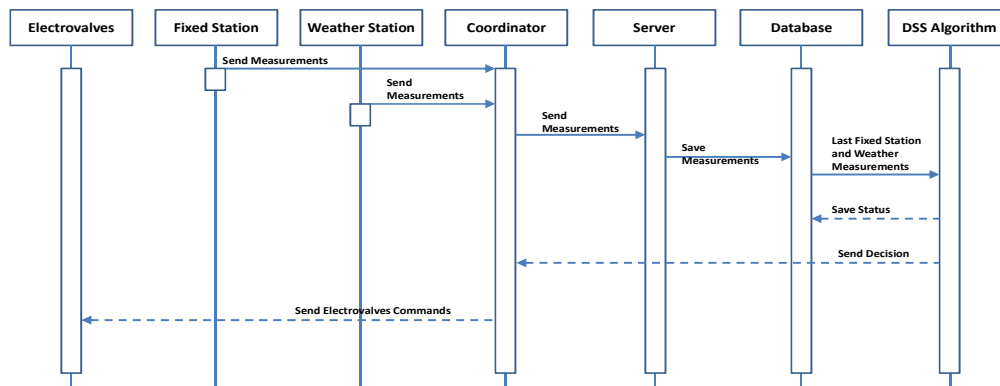 Electrovalves
Fixed Station
Weather Station
Coordinator
Server
Database
DSS Algorithm
Send Measurements
Send
Measurements
Send
Measurements
Save
Measurements
Last Fixed Station
and Weather
Measurements
Save Status
Send Decision
Send Electrovalves Commands